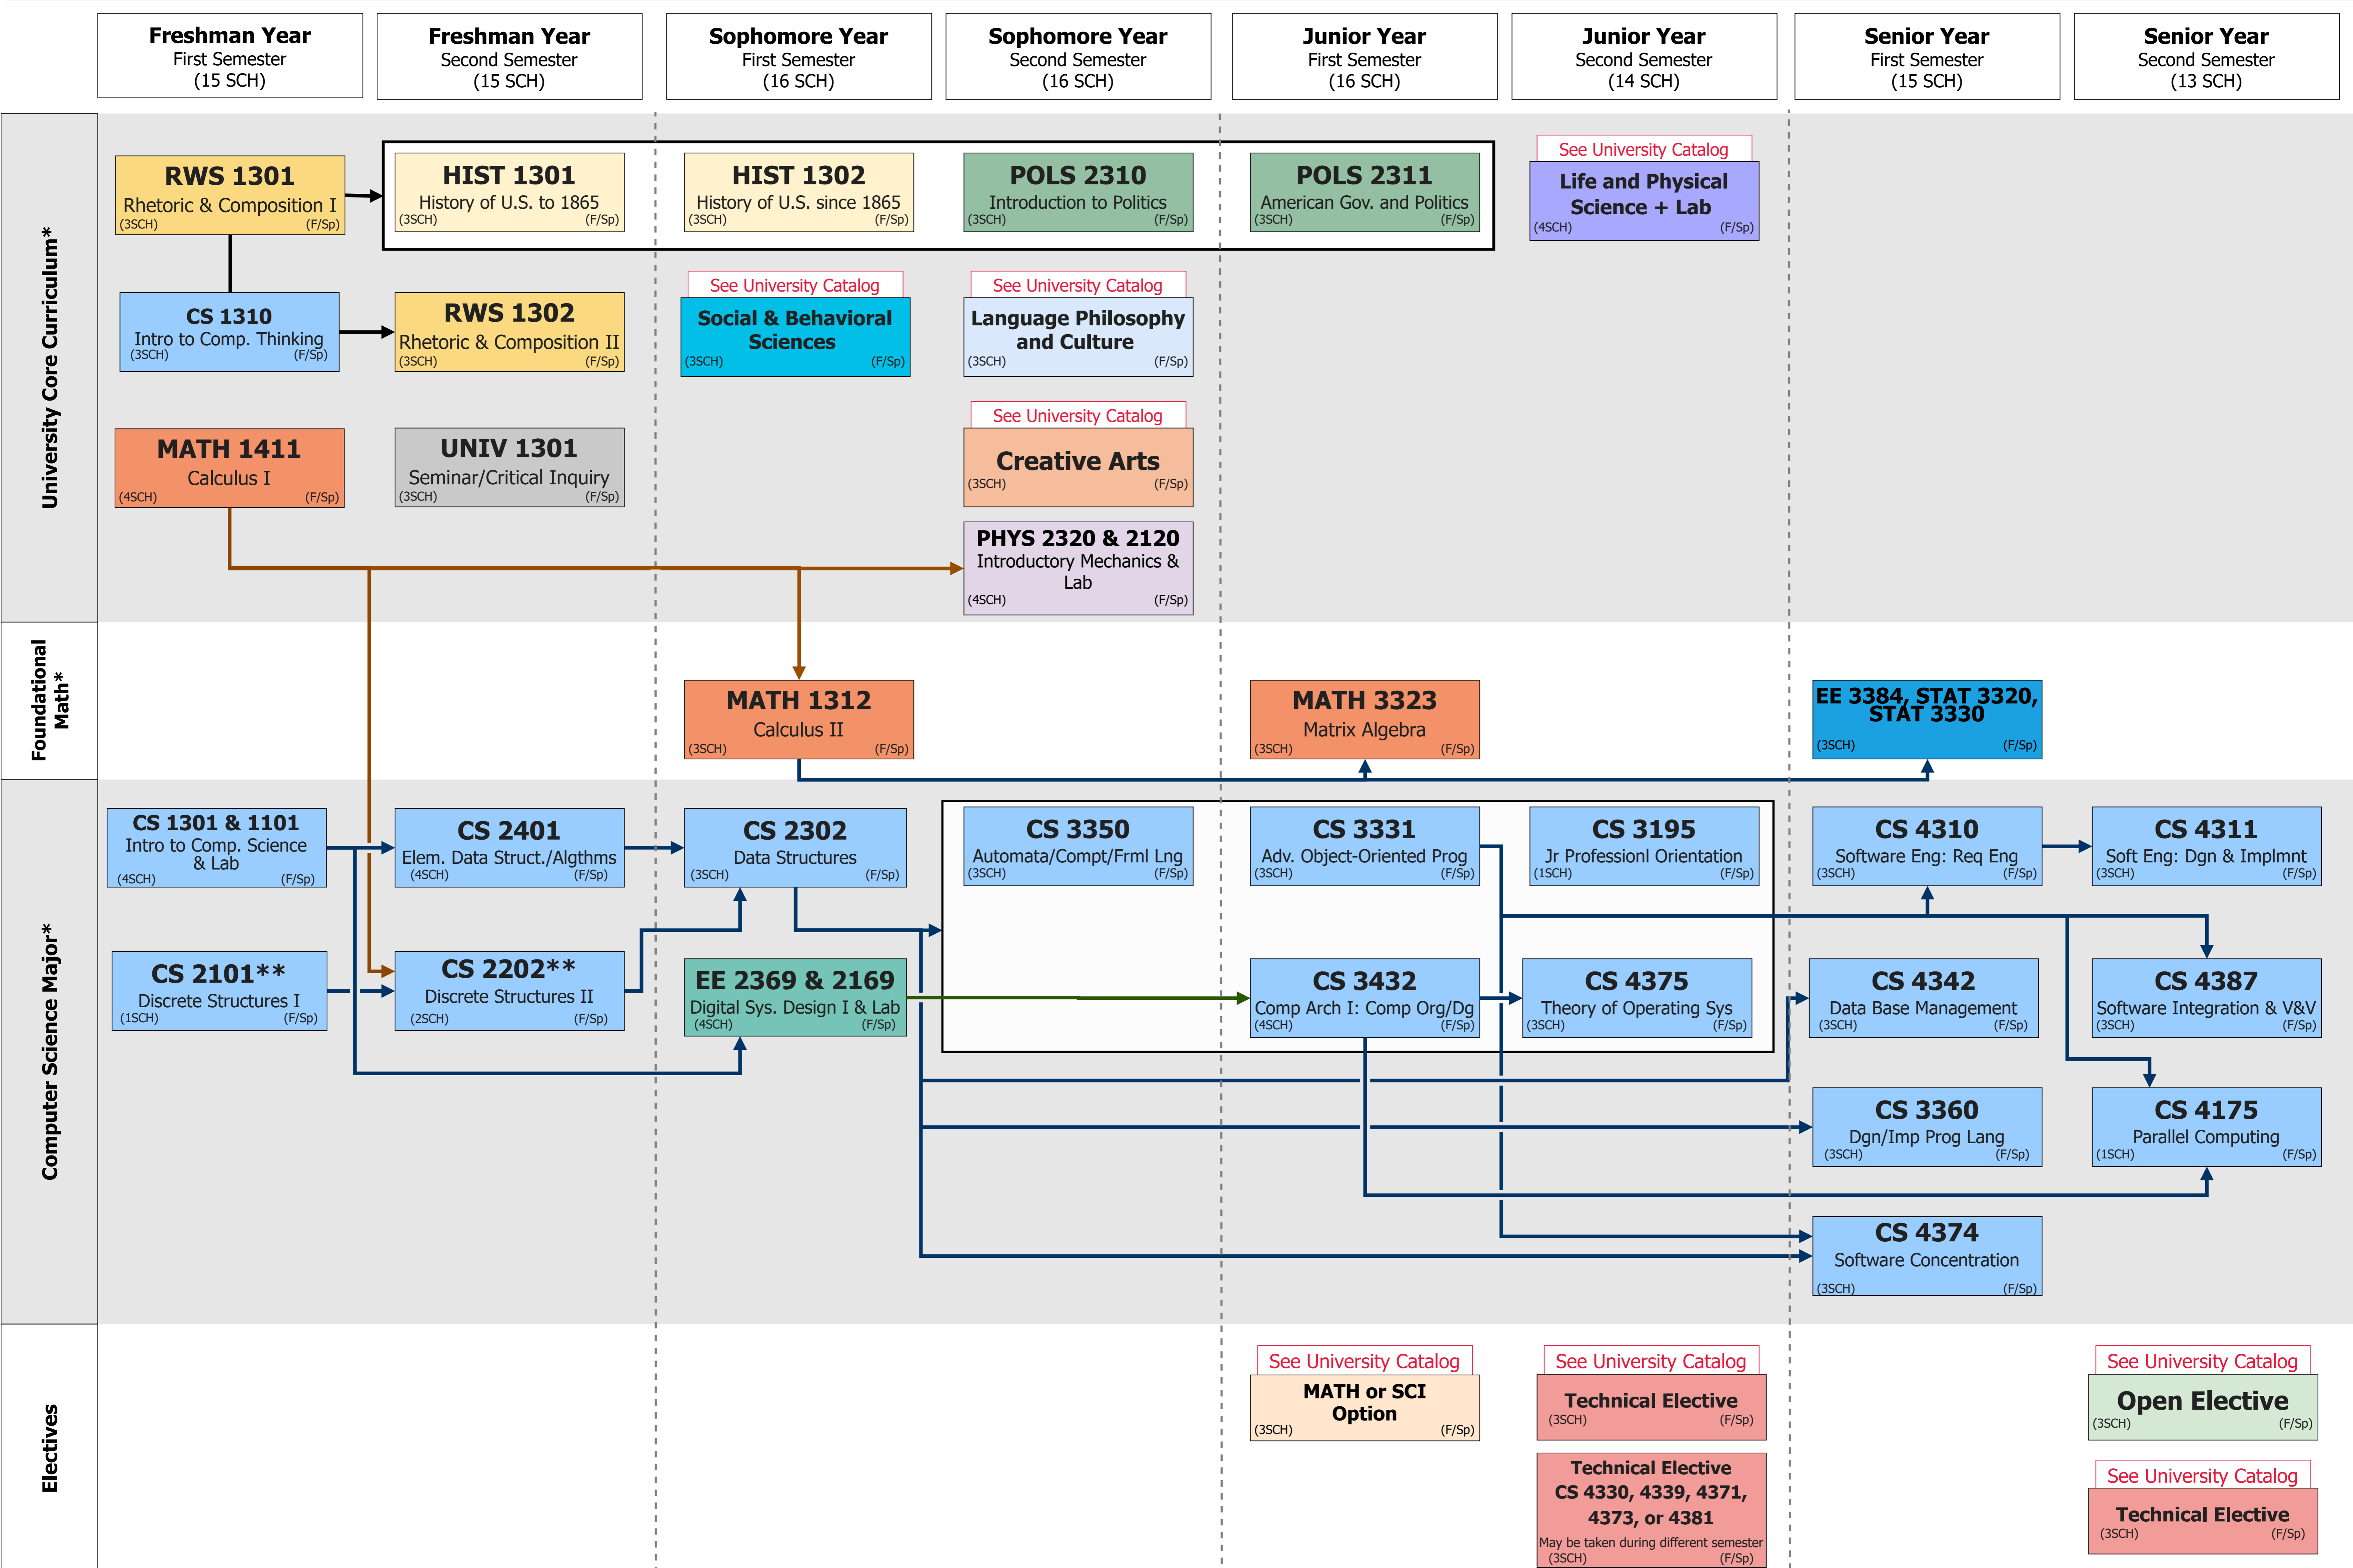 Freshman Year
First Semester
(15 SCH)
Freshman Year
Second Semester
(15 SCH)
Sophomore Year
First Semester
(16 SCH)
Sophomore Year
Second Semester
(16 SCH)
Junior Year
First Semester
(16 SCH)
Junior Year
Second Semester
(14 SCH)
Senior Year
First Semester
(15 SCH)
Senior Year
Second Semester
(13 SCH)
University Core Curriculum*
RWS 1301
Rhetoric & Composition I
(3SCH) (F/Sp)
HIST 1301
History of U.S. to 1865
(3SCH) (F/Sp)
HIST 1302
History of U.S. since 1865
(3SCH) (F/Sp)
POLS 2310
Introduction to Politics
(3SCH) (F/Sp)
POLS 2311
American Gov. and Politics
(3SCH) (F/Sp)
See University Catalog
Life and Physical
Science + Lab
(4SCH) (F/Sp)
CS 1310
Intro to Comp. Thinking
(3SCH) (F/Sp)
RWS 1302
Rhetoric & Composition II
(3SCH) (F/Sp)
See University Catalog
Social & Behavioral
Sciences
(3SCH) (F/Sp)
See University Catalog
Language Philosophy
and Culture
(3SCH) (F/Sp)
MATH 1411
Calculus I
(4SCH) (F/Sp)
UNIV 1301
Seminar/Critical Inquiry
(3SCH) (F/Sp)
See University Catalog
Creative Arts
(3SCH) (F/Sp)
PHYS 2320 & 2120
Introductory Mechanics &
Lab
(4SCH) (F/Sp)
Foundational
Math*
MATH 1312
Calculus II
(3SCH) (F/Sp)
MATH 3323
Matrix Algebra
(3SCH) (F/Sp)
EE 3384, STAT 3320,
STAT 3330
(3SCH) (F/Sp)
Computer Science Major*
CS 1301 & 1101
Intro to Comp. Science
& Lab
(4SCH) (F/Sp)
CS 2401
Elem. Data Struct./Algthms
(4SCH) (F/Sp)
CS 2302
Data Structures
(3SCH) (F/Sp)
CS 3350
Automata/Compt/Frml Lng
(3SCH) (F/Sp)
CS 3331
Adv. Object-Oriented Prog
(3SCH) (F/Sp)
CS 3195
Jr Professionl Orientation
(1SCH) (F/Sp)
CS 4310
Software Eng: Req Eng
(3SCH) (F/Sp)
CS 4311
Soft Eng: Dgn & Implmnt
(3SCH) (F/Sp)
CS 2101**
Discrete Structures I
(1SCH) (F/Sp)
CS 2202**
Discrete Structures II
(2SCH) (F/Sp)
EE 2369 & 2169
Digital Sys. Design I & Lab
(4SCH) (F/Sp)
CS 3432
Comp Arch I: Comp Org/Dg
(4SCH) (F/Sp)
CS 4375
Theory of Operating Sys
(3SCH) (F/Sp)
CS 4342
Data Base Management
(3SCH) (F/Sp)
CS 4387
Software Integration & V&V
(3SCH) (F/Sp)
CS 3360
Dgn/Imp Prog Lang
(3SCH) (F/Sp)
CS 4175
Parallel Computing
(1SCH) (F/Sp)
CS 4374
Software Concentration
(3SCH) (F/Sp)
Electives
See University Catalog
MATH or SCI
Option
(3SCH) (F/Sp)
See University Catalog
Technical Elective
(3SCH) (F/Sp)
Technical Elective
CS 4330, 4339, 4371,
4373, or 4381
May be taken during different semester
(3SCH) (F/Sp)
See University Catalog
Open Elective
(3SCH) (F/Sp)
See University Catalog
Technical Elective
(3SCH) (F/Sp)